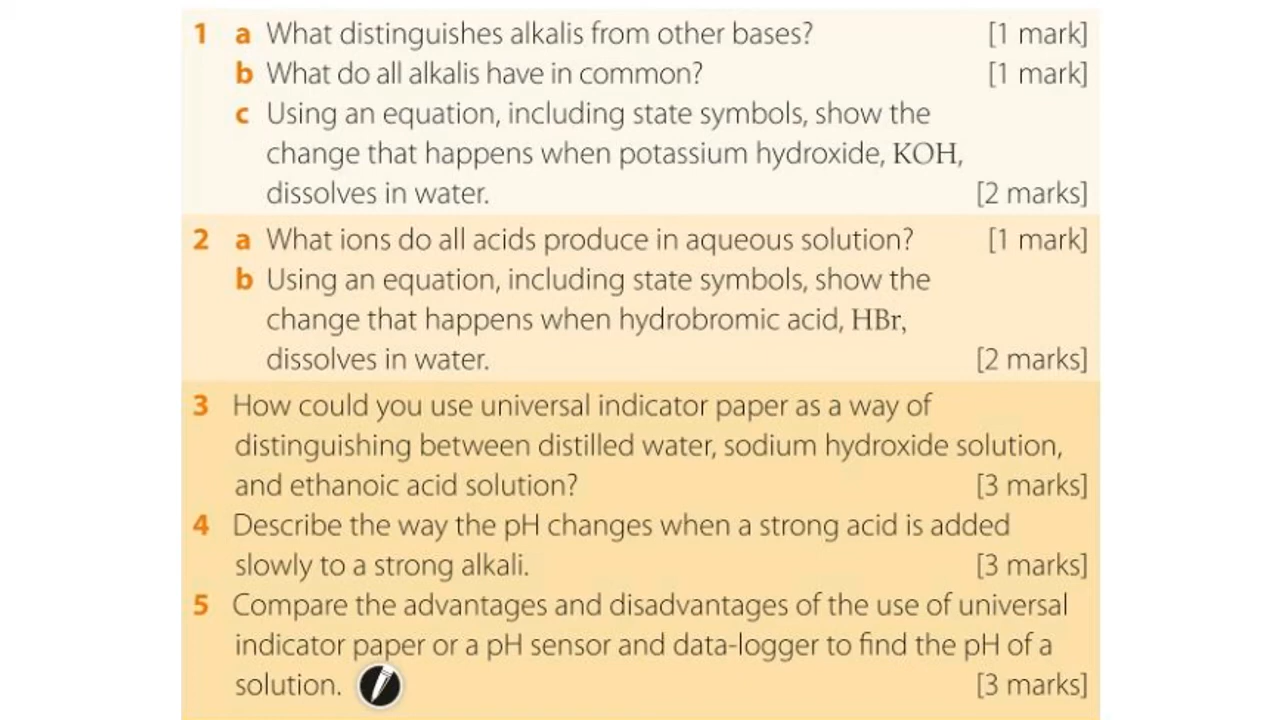 1 a What distinguishes alkalis from other bases? [1 mark]
b What do all alkalis have in common? [1 mark]
c Using an equation, including state symbols, show the
change that happens when potassium hydroxide, KOH,
dissolves in water. [2 marks]
2 a What ions do all acids produce in aqueous solution? [1 mark]
b Using an equation, including state symbols, show the
change that happens when hydrobromic acid, HBr,
dissolves in water. [2 marks]
3 How could you use universal indicator paper as a way of
distinguishing between distilled water, sodium hydroxide solution,
and ethanoic acid solution? [3 marks]
4 Describe the way the pH changes when a strong acid is added
slowly to a strong alkali. [3 marks]
5 Compare the advantages and disadvantages of the use of universal
indicator paper or a pH sensor and data-logger to find the pH of a
solution. [3 marks]